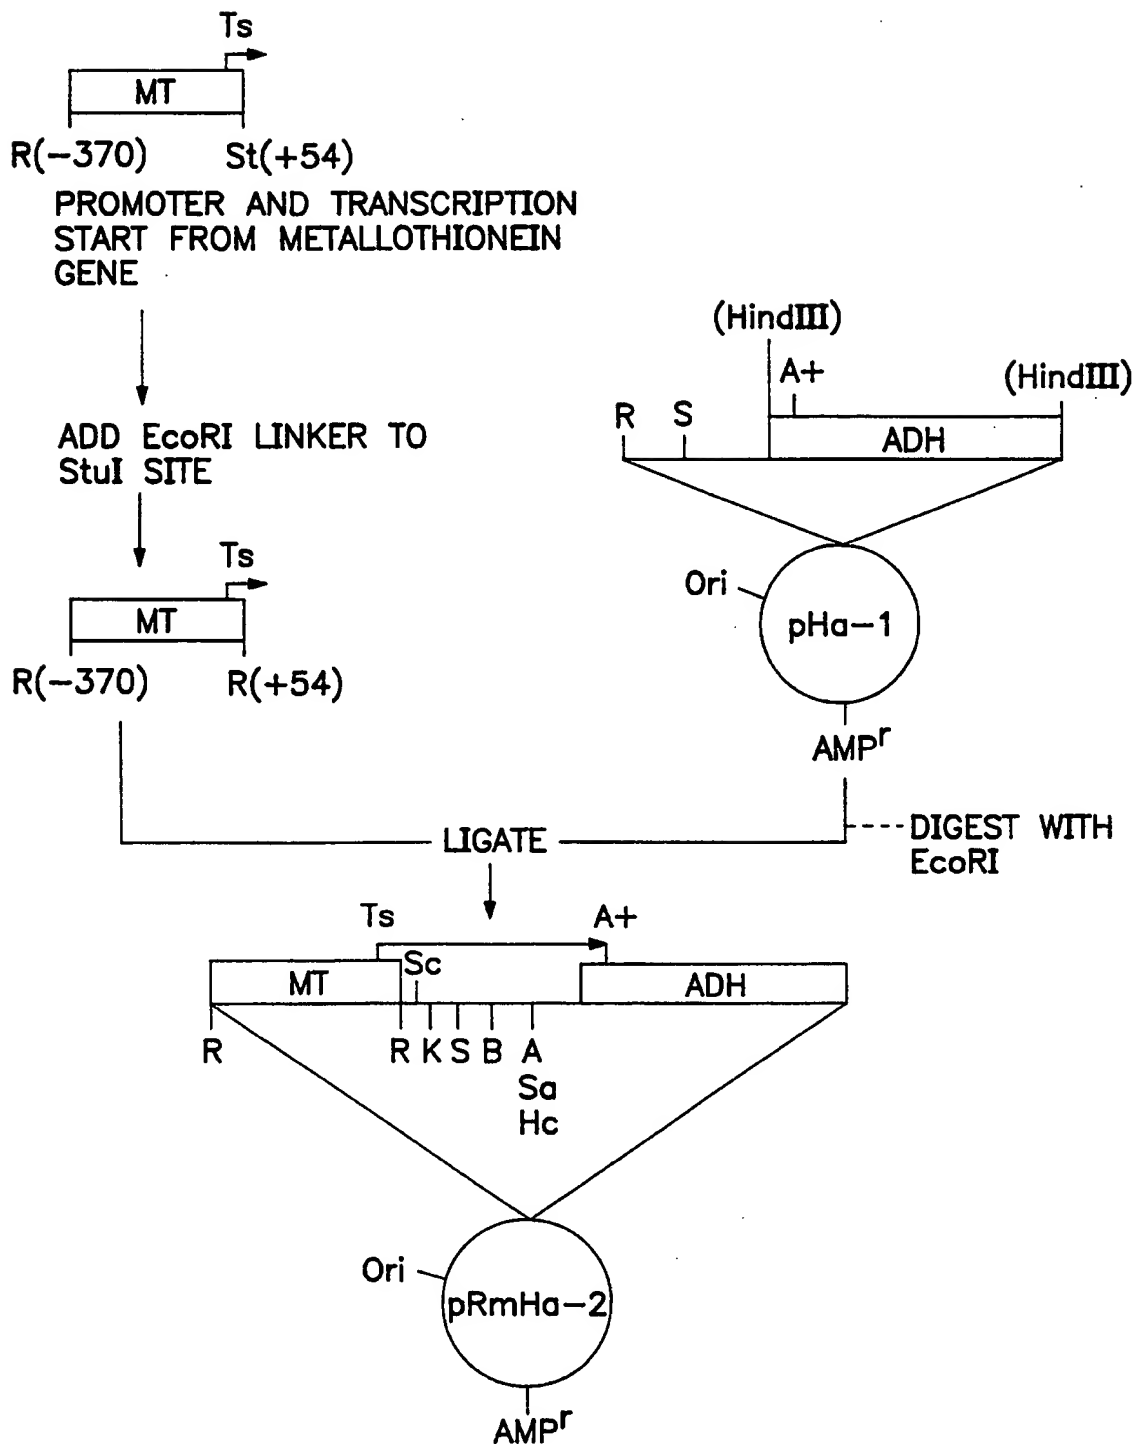 Ts
MT
R(-370) St(+54)
PROMOTER AND TRANSCRIPTION
START FROM METALLOTHIONEIN
GENE
ADD EcoRI LINKER TO
StuI SITE
Ts
MT
R(-370) R(+54)
(HindIII)
A+ (HindIII)
R S
ADH
Ori
pHa-1
AMPr
LIGATE
DIGEST WITH
EcoRI
Ts A+
MT Sc ADH
R R K S B A
Sa
Hc
Ori
pRmHa-2
AMPr